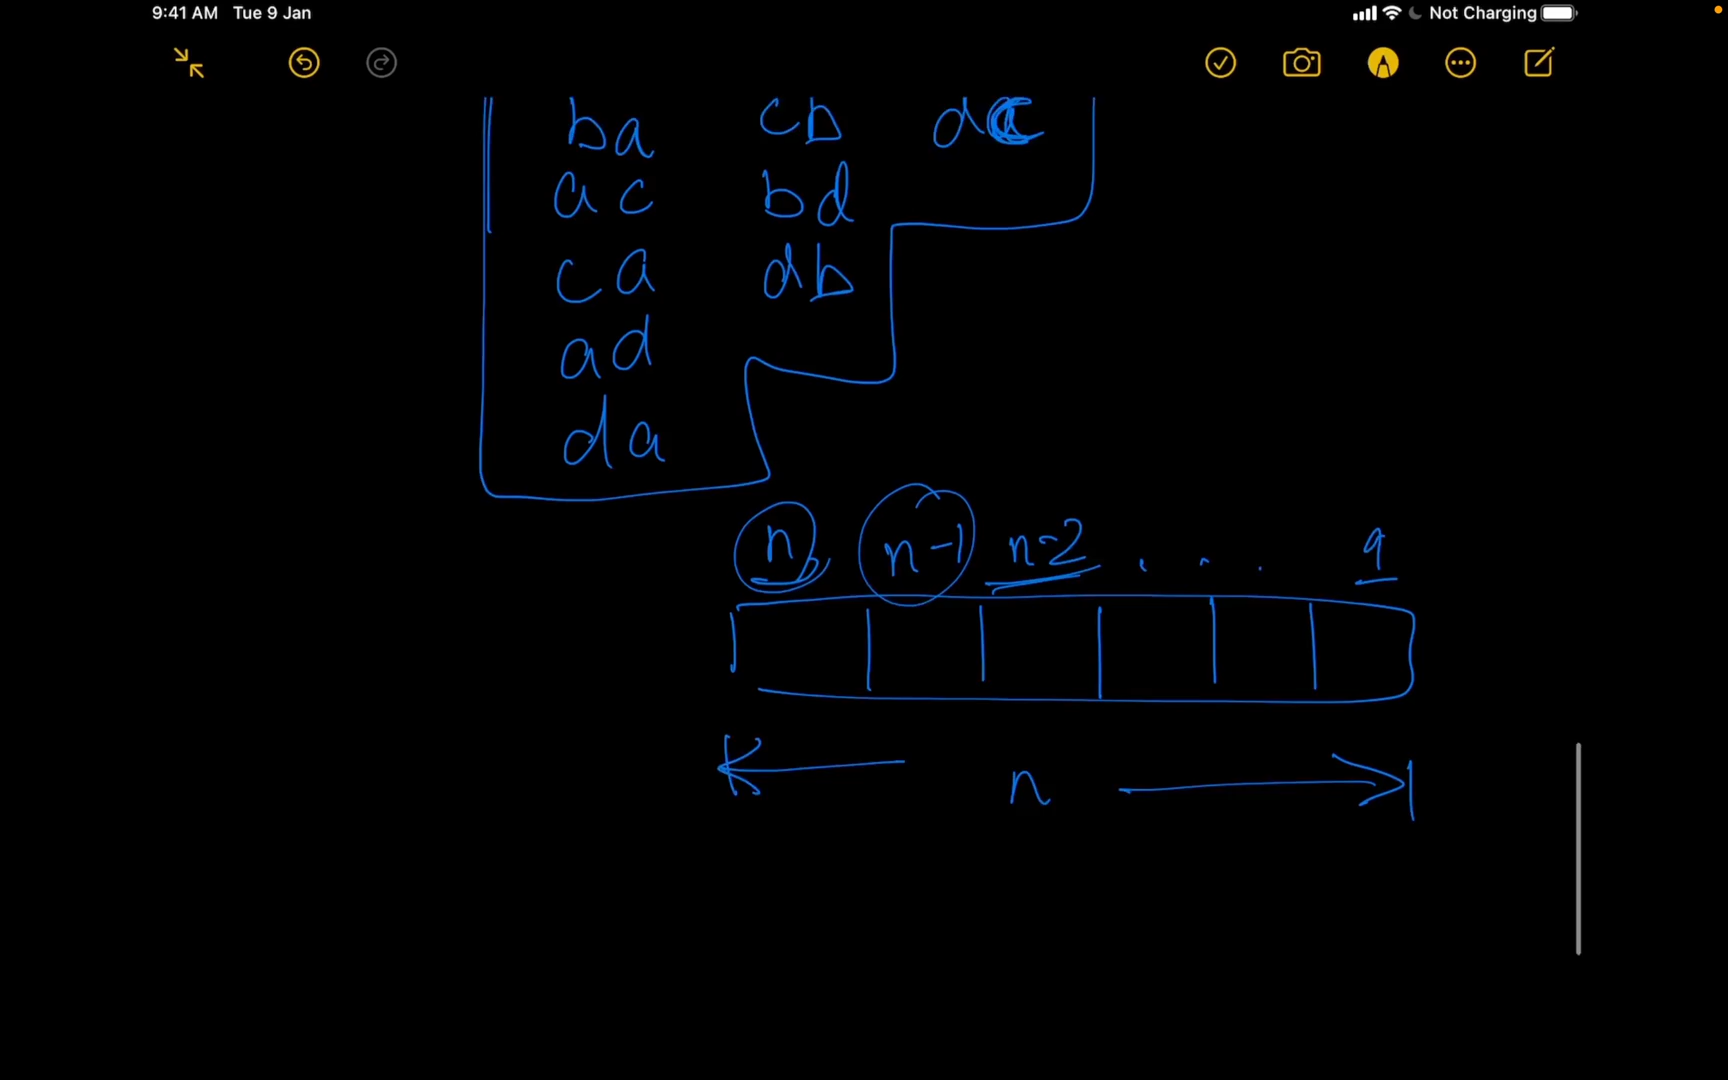 9:41 AM Tue 9 Jan Not Charging
ba cb dc
ac bd
ca db
ad
da
n n-1 n-2 . . . 1
n